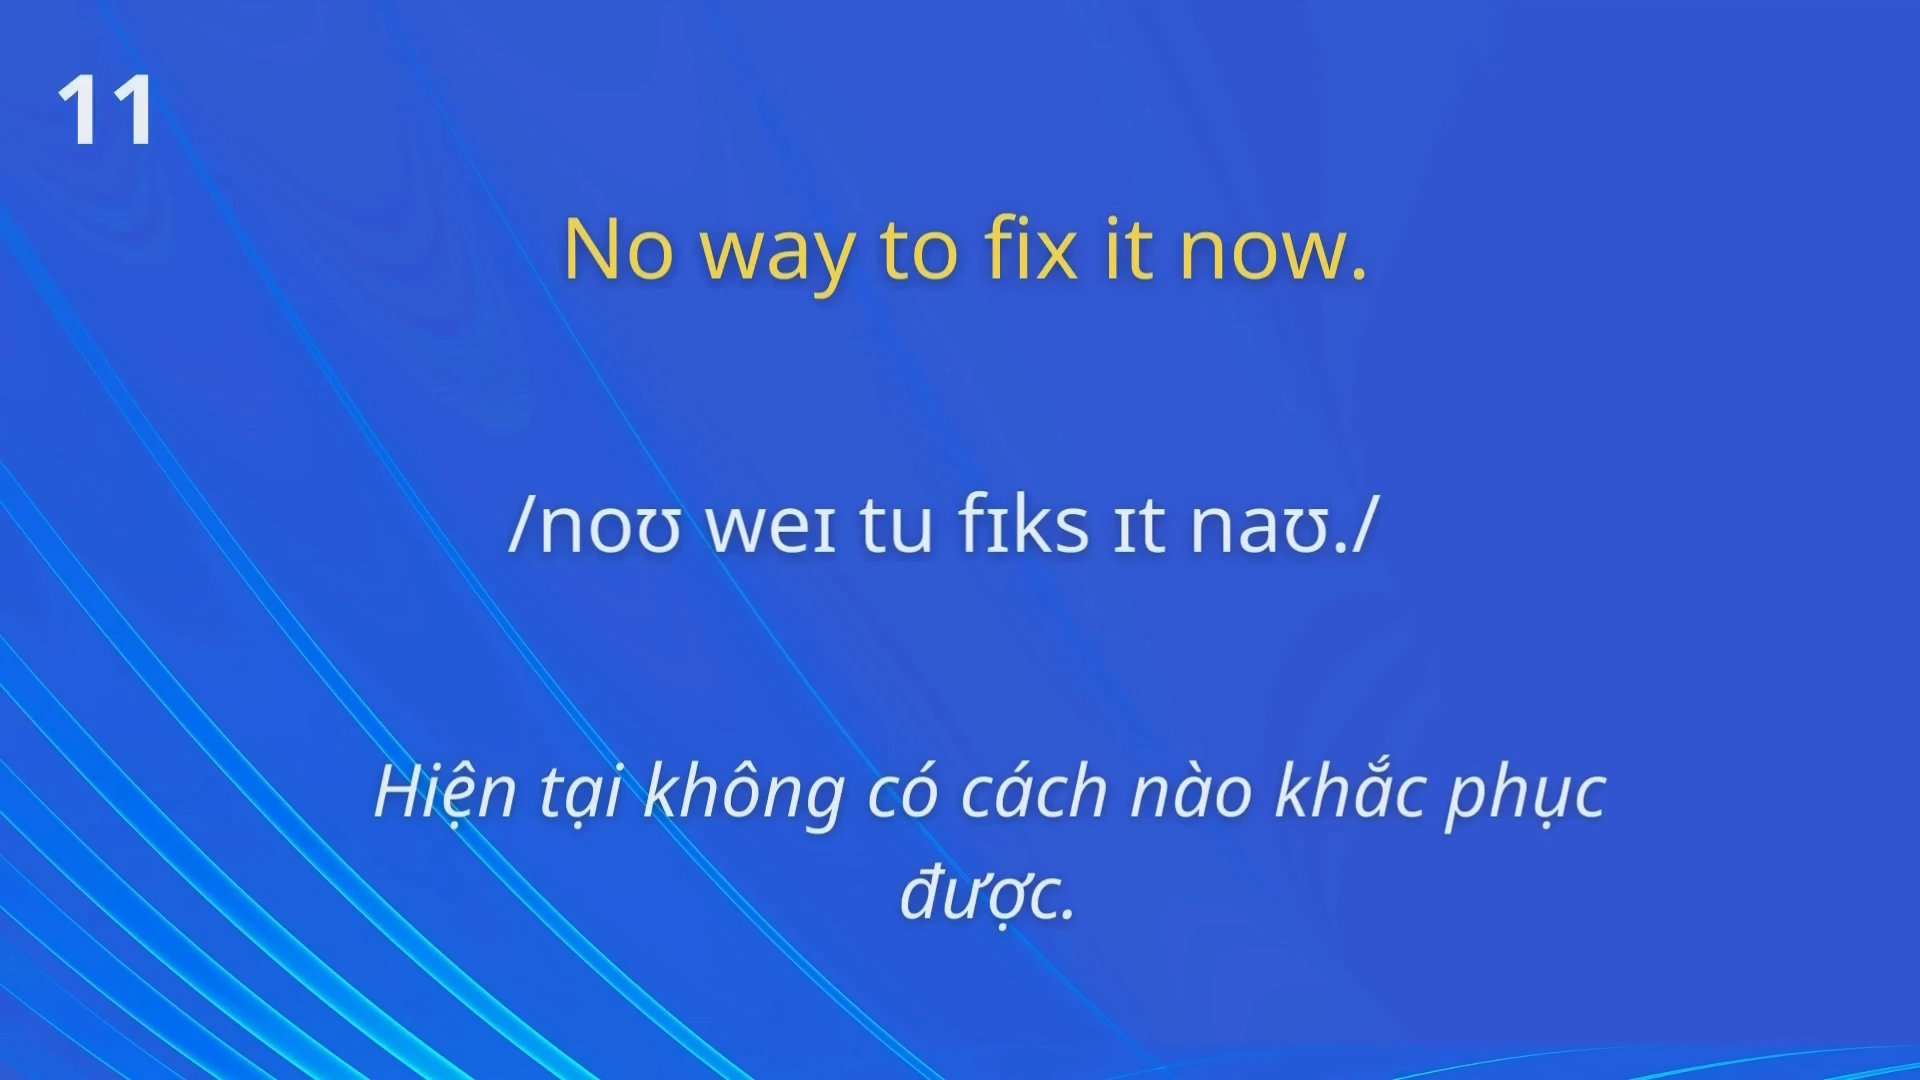 11
No way to fix it now.
/noʊ weɪ tu fɪks ɪt naʊ./
Hiện tại không có cách nào khắc phục
được.